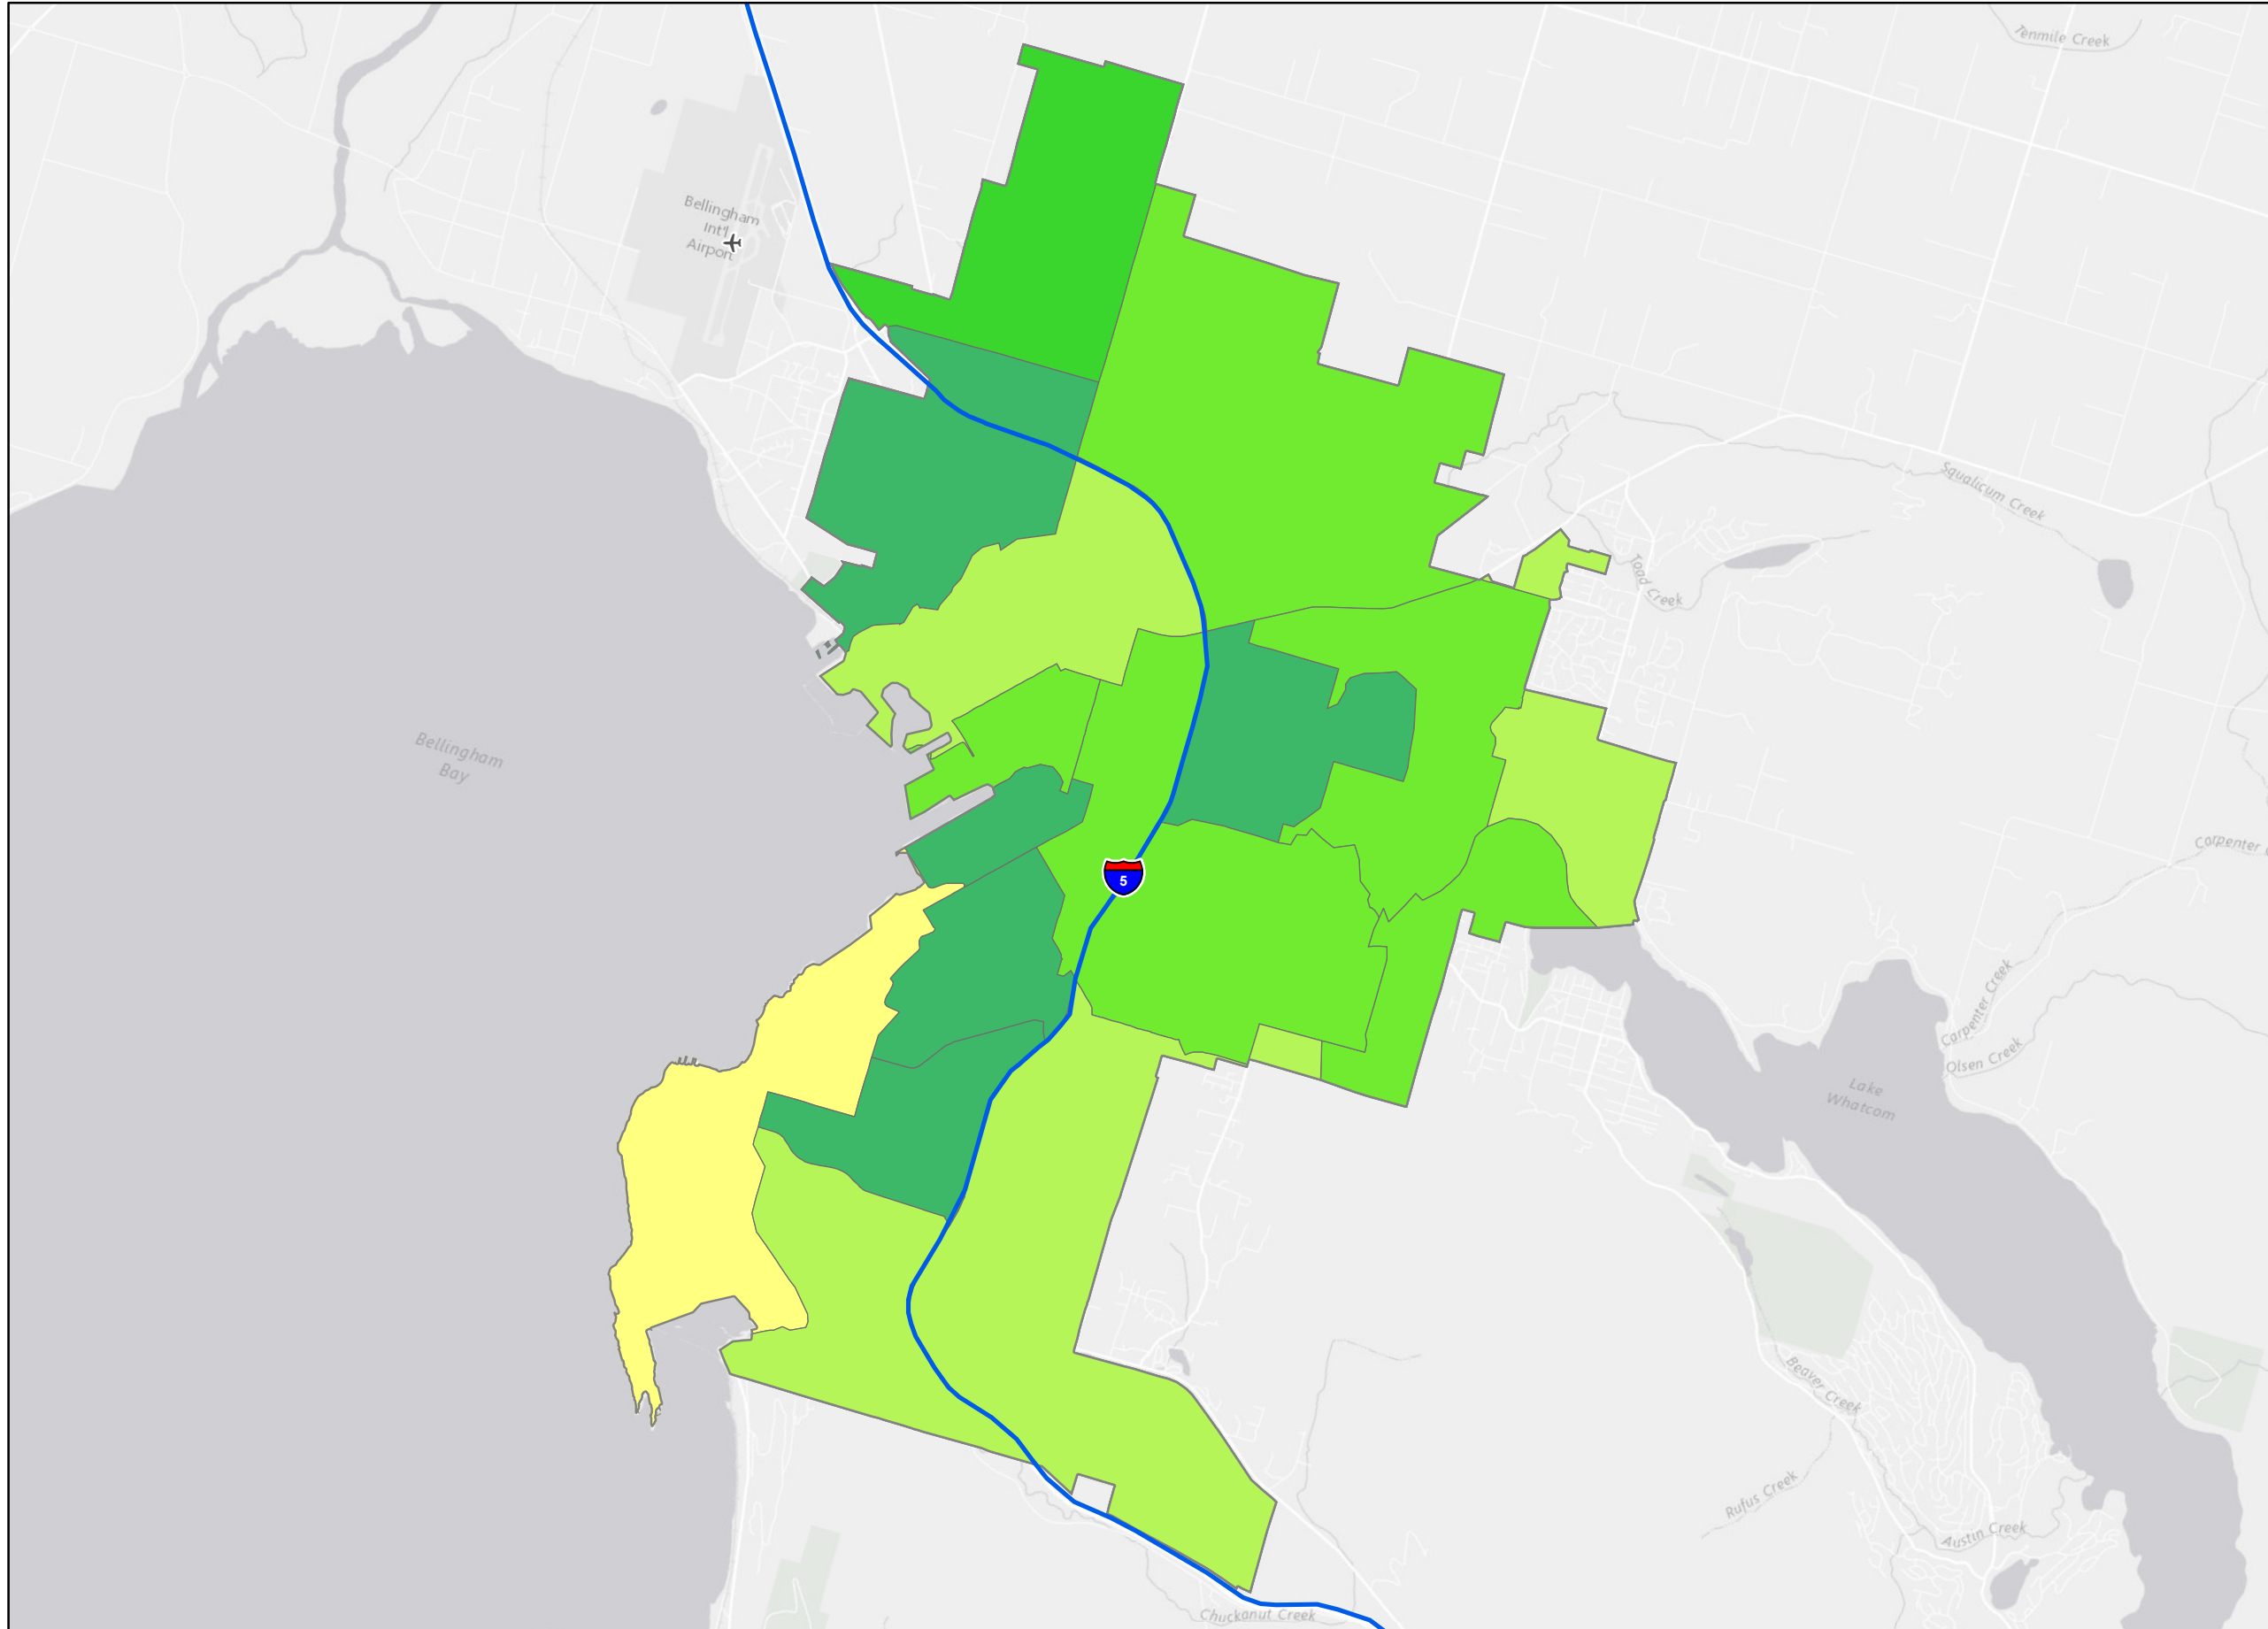 Tenmile Creek
Bellingham
Int'l
Airport
Squalicum Creek
Toad
Creek
Bellingham
Bay
Carpenter
5
Carpenter Creek
Olsen Creek
Lake
Whatcom
Beaver Creek
Rufus Creek
Austin Creek
Chuckanut Creek